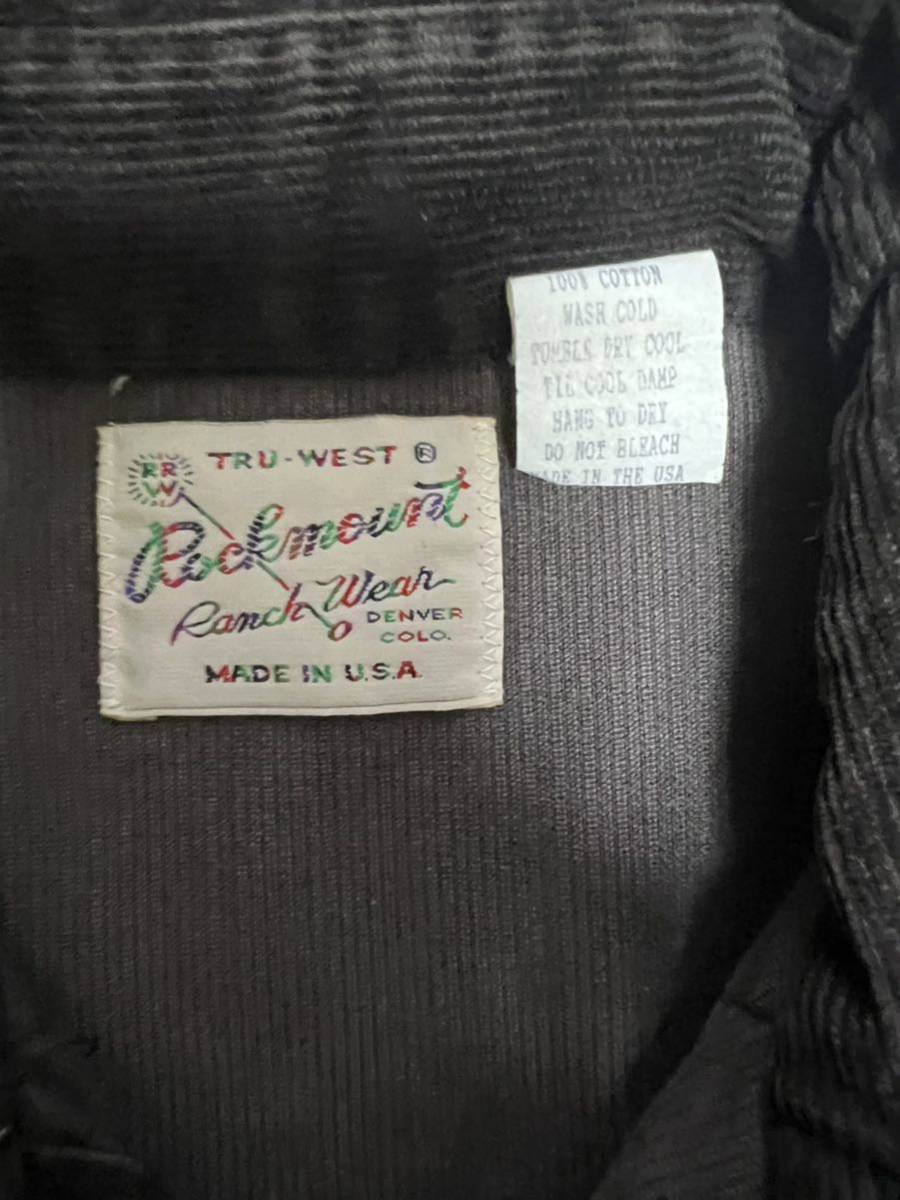 100% COTTON
WASH COLD
TUMBLE DRY COOL
TIL COOL DAMP
HANG TO DRY
DO NOT BLEACH
MADE IN THE USA
RR
W
TRU-WEST ®
Rockmount
Ranch Wear
DENVER
COLO.
MADE IN U.S.A.